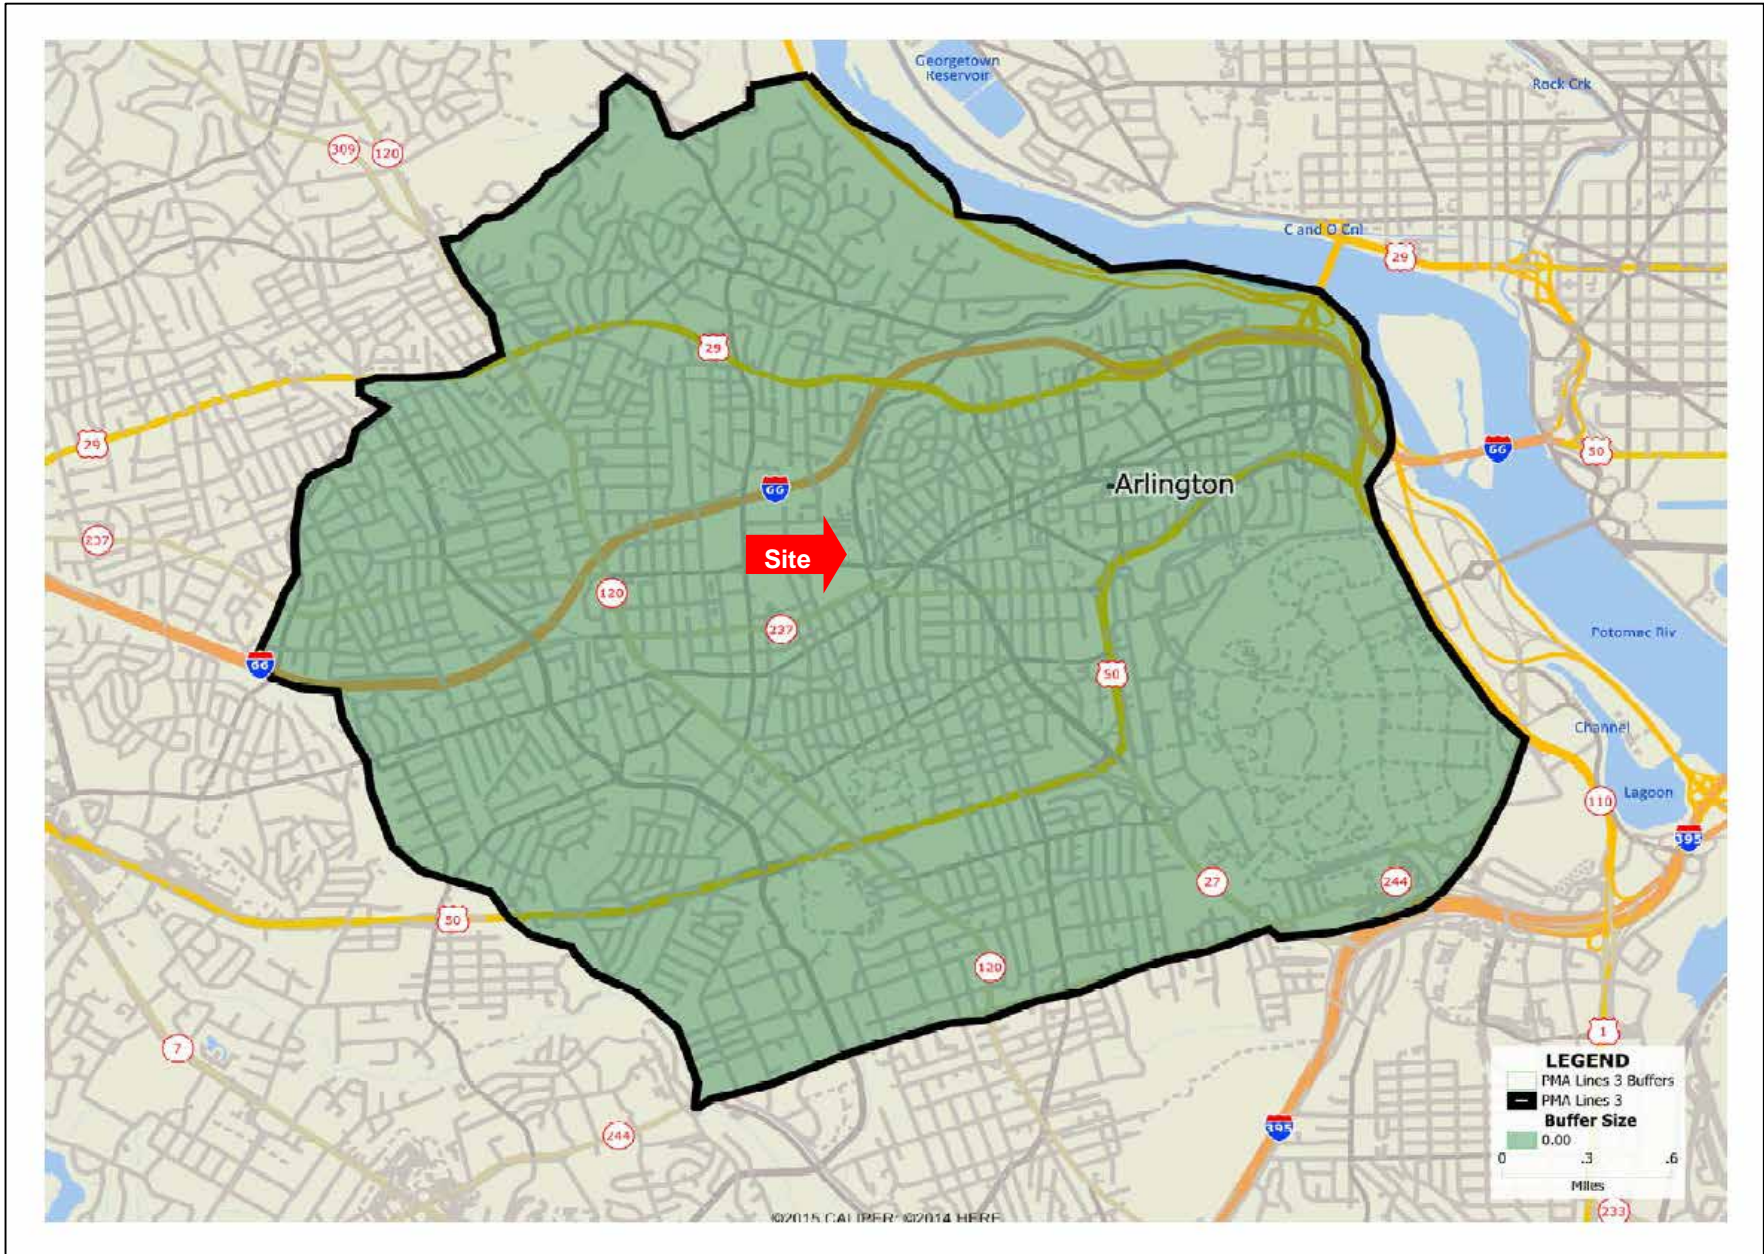 Georgetown
Reservoir
Rock Crk
309
120
C and O Cnl
29
29
29
66
66
50
Arlington
237
Site
120
237
Potomac Riv
66
50
Channel
110
Lagoon
395
27
244
50
120
7
1
LEGEND
PMA Lines 3 Buffers
PMA Lines 3
Buffer Size
0.00
0 .3 .6
Miles
244
395
233
©2015 CALIPER; ©2014 HERE